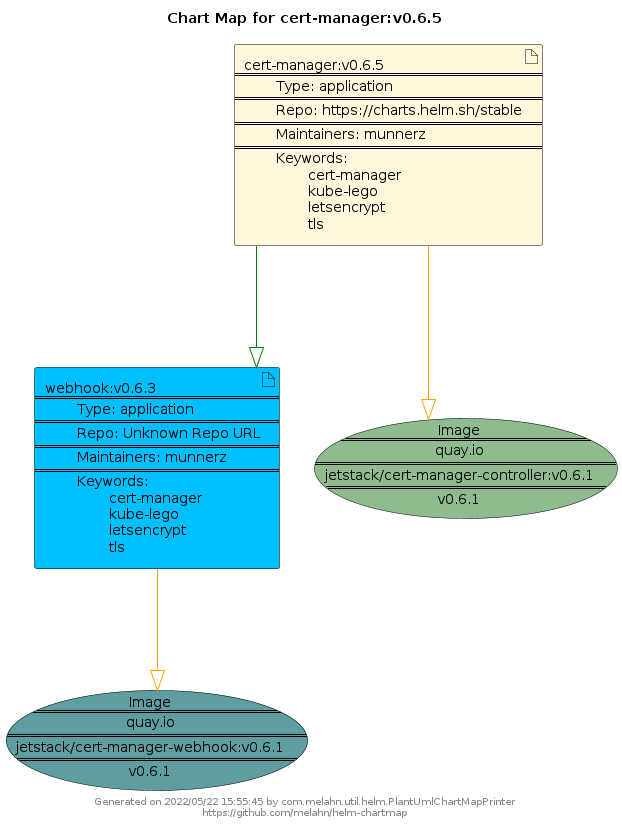 Chart Map for cert-manager:v0.6.5
cert-manager:v0.6.5
Type: application
Repo: https://charts.helm.sh/stable
Maintainers: munnerz
Keywords:
cert-manager
kube-lego
letsencrypt
tls
webhook:v0.6.3
Type: application
Repo: Unknown Repo URL
Maintainers: munnerz
Keywords:
cert-manager
kube-lego
letsencrypt
tls
Image
quay.io
jetstack/cert-manager-controller:v0.6.1
v0.6.1
Image
quay.io
jetstack/cert-manager-webhook:v0.6.1
v0.6.1
Generated on 2022/05/22 15:55:45 by com.melahn.util.helm.PlantUmlChartMapPrinter
https://github.com/melahn/helm-chartmap